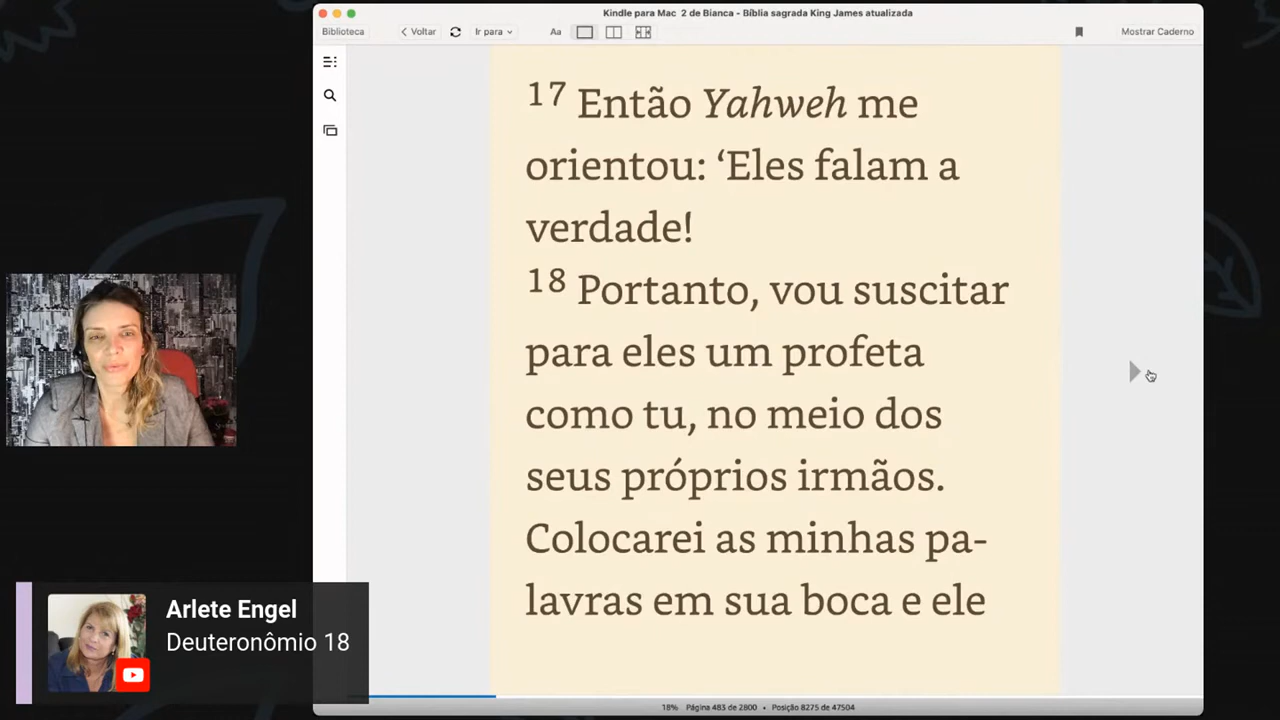 Kindle para Mac 2 de Bianca - Bíblia sagrada King James atualizada
Biblioteca
Voltar
Ir para
Aa
Mostrar Caderno
17 Então Yahweh me
orientou: ‘Eles falam a
verdade!
18 Portanto, vou suscitar
para eles um profeta
como tu, no meio dos
seus próprios irmãos.
Colocarei as minhas pa-
lavras em sua boca e ele
Arlete Engel
Deuteronômio 18
18% Página 483 de 2800 • Posição 8275 de 47504